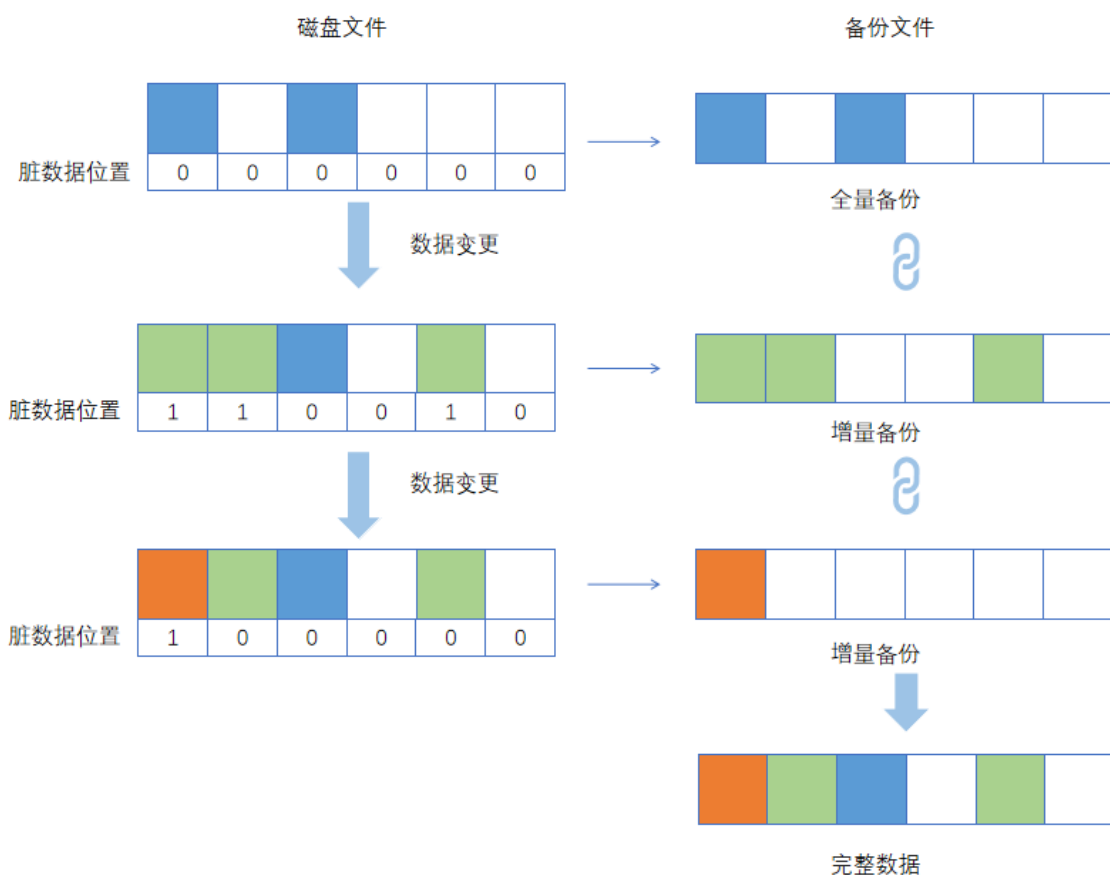 磁盘文件
备份文件
脏数据位置
0 0 0 0 0 0
全量备份
数据变更
脏数据位置
1 1 0 0 1 0
增量备份
数据变更
脏数据位置
1 0 0 0 0 0
增量备份
完整数据